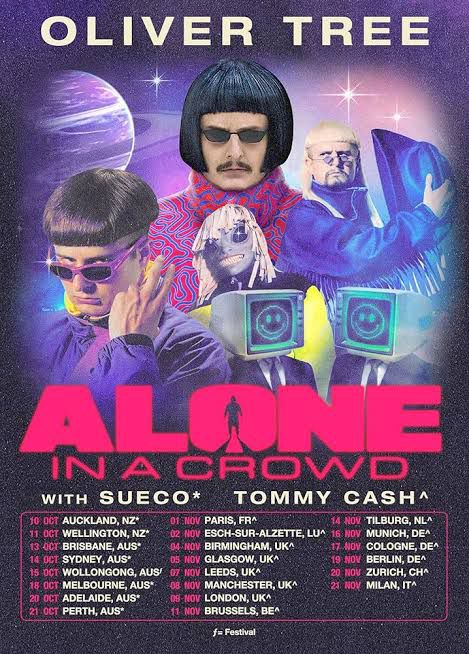 OLIVER TREE
ALONE
IN A CROWD
WITH SUECO* TOMMY CASH^
10 OCT AUCKLAND, NZ*
11 OCT WELLINGTON, NZ*
13 OCT BRISBANE, AUS*
14 OCT SYDNEY, AUS*
15 OCT WOLLONGONG, AUSƒ
18 OCT MELBOURNE, AUS*
20 OCT ADELAIDE, AUS*
21 OCT PERTH, AUS*
01 NOV PARIS, FR^
02 NOV ESCH-SUR-ALZETTE, LU^
04 NOV BIRMINGHAM, UK^
05 NOV GLASGOW, UK^
07 NOV LEEDS, UK^
08 NOV MANCHESTER, UK^
09 NOV LONDON, UK^
11 NOV BRUSSELS, BE^
14 NOV TILBURG, NL^
16 NOV MUNICH, DE^
17 NOV COLOGNE, DE^
19 NOV BERLIN, DE^
20 NOV ZURICH, CH^
21 NOV MILAN, IT^
ƒ= Festival